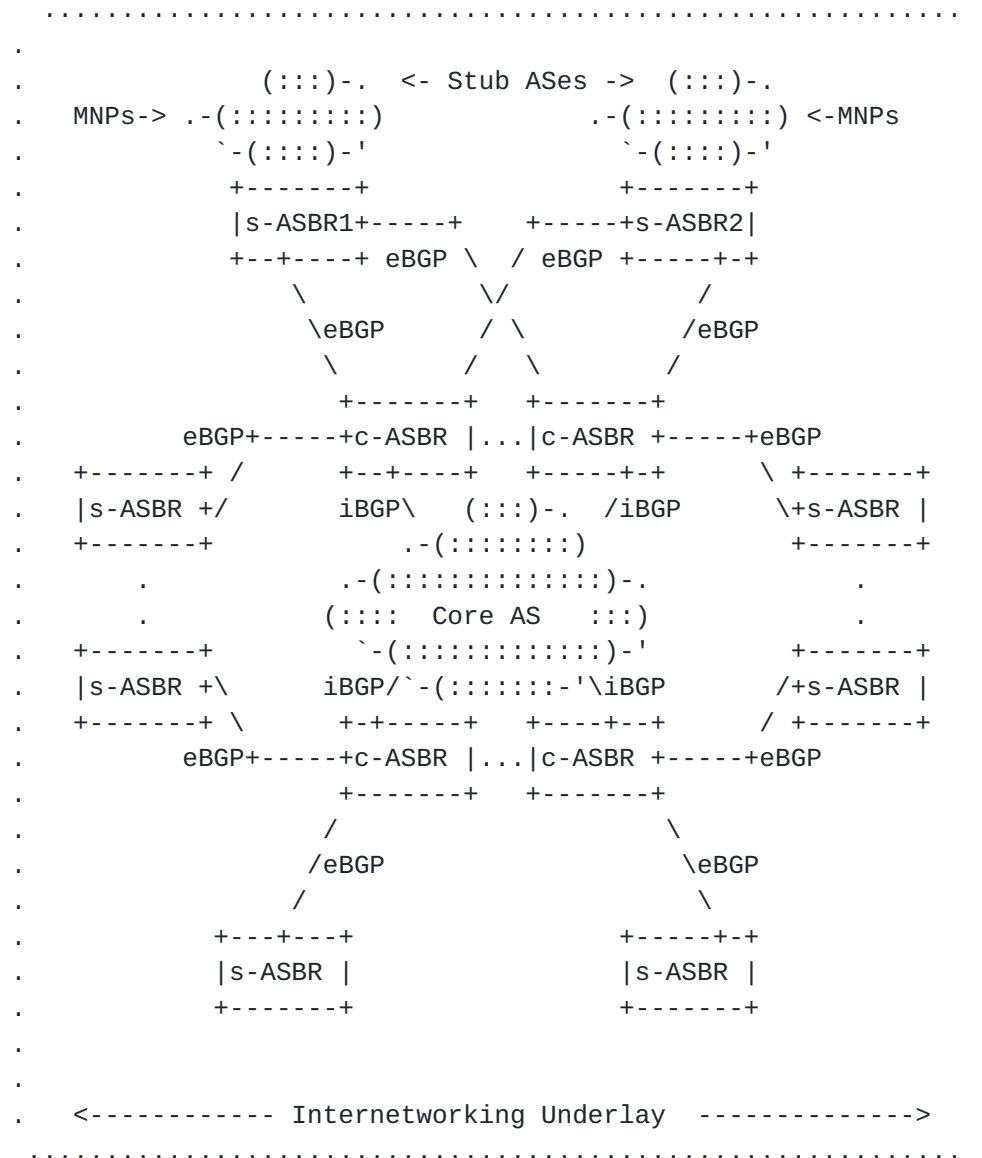 ............................................................
.
.                (:::)-.  <- Stub ASes ->  (:::)-.
.    MNPs-> .-(:::::::::)              .-(:::::::::) <-MNPs
.             `-(::::)-'                 `-(::::)-'
.              +-------+                 +-------+
.              |s-ASBR1+-----+     +-----+s-ASBR2|
.              +--+----+ eBGP \   / eBGP +-----+-+
.                  \            \/             /
.                   \eBGP      / \           /eBGP
.                    \        /   \         /
.                     +-------+   +-------+
.           eBGP+-----+c-ASBR |...|c-ASBR +-----+eBGP
.    +-------+ /      +--+----+   +-----+-+      \ +-------+
.    |s-ASBR +/       iBGP\   (:::)-.  /iBGP      \+s-ASBR |
.    +-------+            .-(::::::::)             +-------+
.        .            .-(::::::::::::::)-.             .
.        .           (::::  Core AS   :::)             .
.    +-------+         `-(:::::::::::::)-'         +-------+
.    |s-ASBR +\      iBGP/`-(:::::::-'\iBGP       /+s-ASBR |
.    +-------+ \      +-+-----+   +----+--+      / +-------+
.           eBGP+-----+c-ASBR |...|c-ASBR +-----+eBGP
.                     +-------+   +-------+
.                    /                     \
.                   /eBGP                   \eBGP
.                  /                         \
.             +---+---+                 +-----+-+
.             |s-ASBR |                 |s-ASBR |
.             +-------+                 +-------+
.
.
.    <------------ Internetworking Underlay  -------------->
............................................................